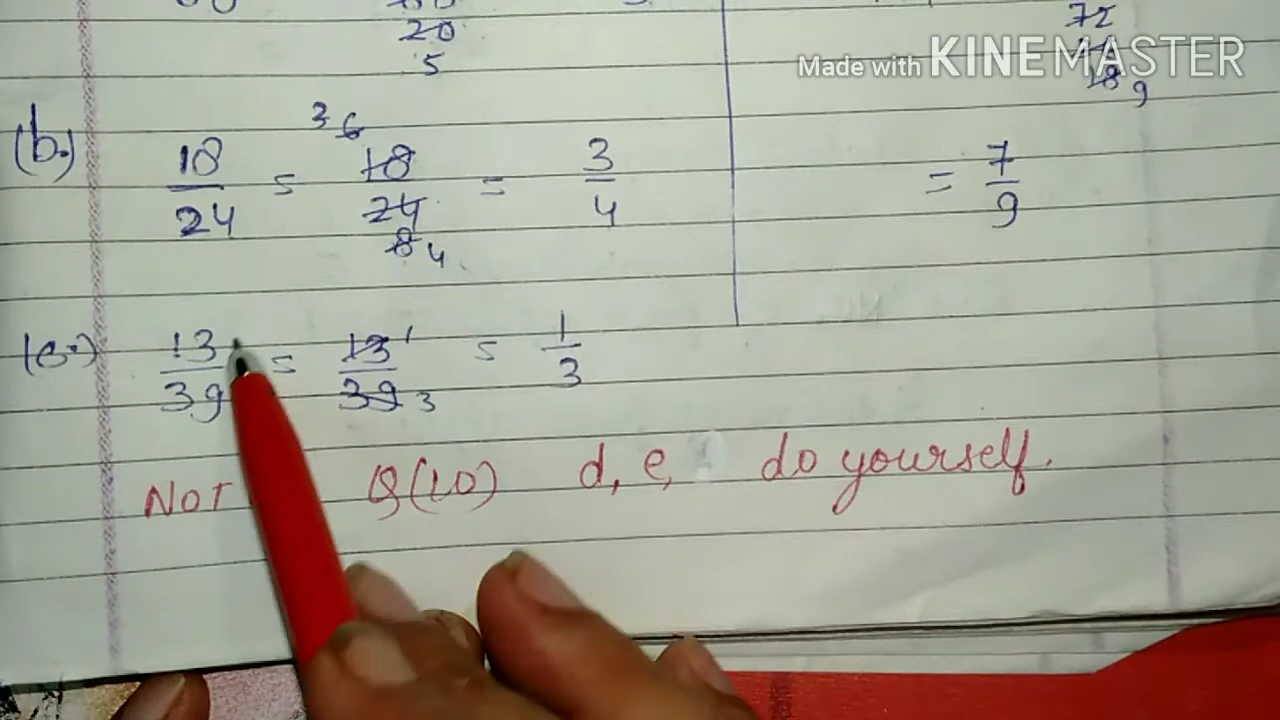 20
5
72
18 9
Made with KINEMASTER
(b.) 18/24 = 3 6 18/24 8 4 = 3/4
= 7/9
13/39 = 13 1/39 3 = 1/3
Q(10) d, e, do yourself.